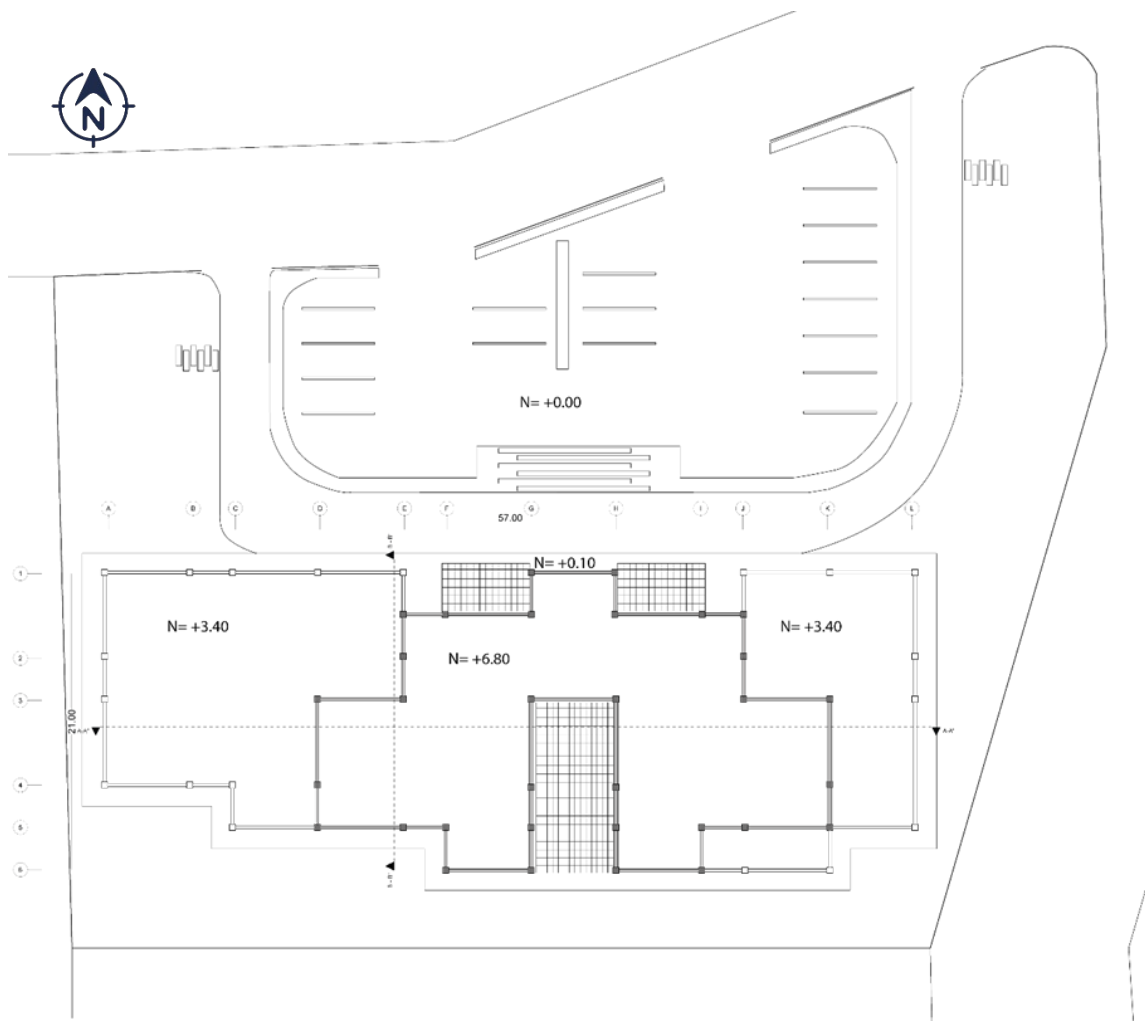 N
N= +0.00
A B C D E F G H I J K L
57.00
B-B'
N= +0.10
1
N= +3.40
N= +3.40
2
N= +6.80
3
21.00
A-A'
A-A'
4
5
6
B-B'